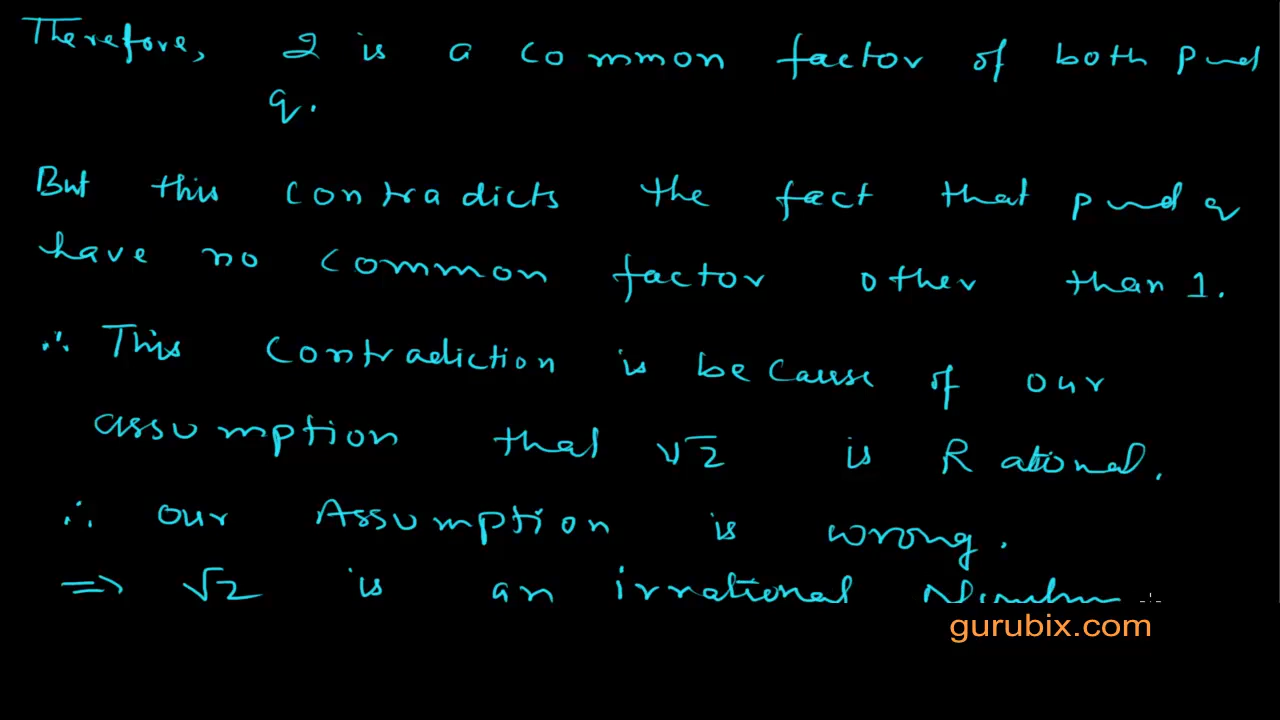 Therefore, 2 is a common factor of both p and
q.
But this contradicts the fact that p and q
have no common factor other than 1.
∴ This contradiction is because of our
assumption that √2 is Rational.
∴ our Assumption is wrong.
=> √2 is an irrational Number
gurubix.com